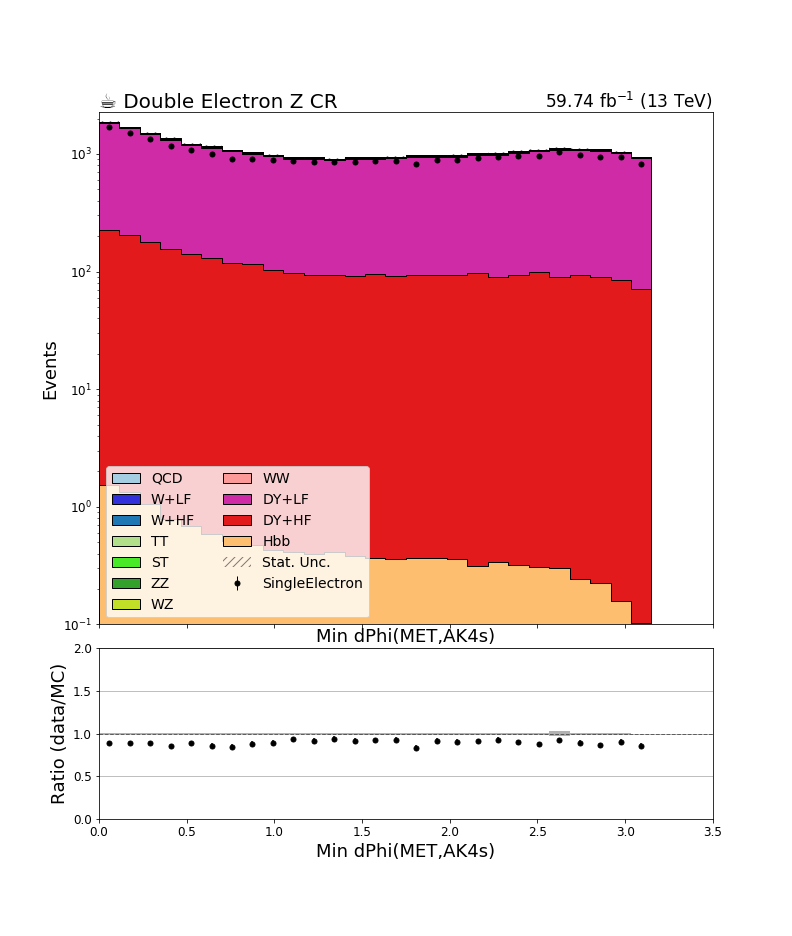 ☕ Double Electron Z CR 59.74 fb⁻¹ (13 TeV)
Events
10³
10²
10¹
10⁰
10⁻¹
QCD WW
W+LF DY+LF
W+HF DY+HF
TT Hbb
ST Stat. Unc.
ZZ SingleElectron
WZ
Min dPhi(MET,AK4s)
Ratio (data/MC)
2.0
1.5
1.0
0.5
0.0
0.0 0.5 1.0 1.5 2.0 2.5 3.0 3.5
Min dPhi(MET,AK4s)